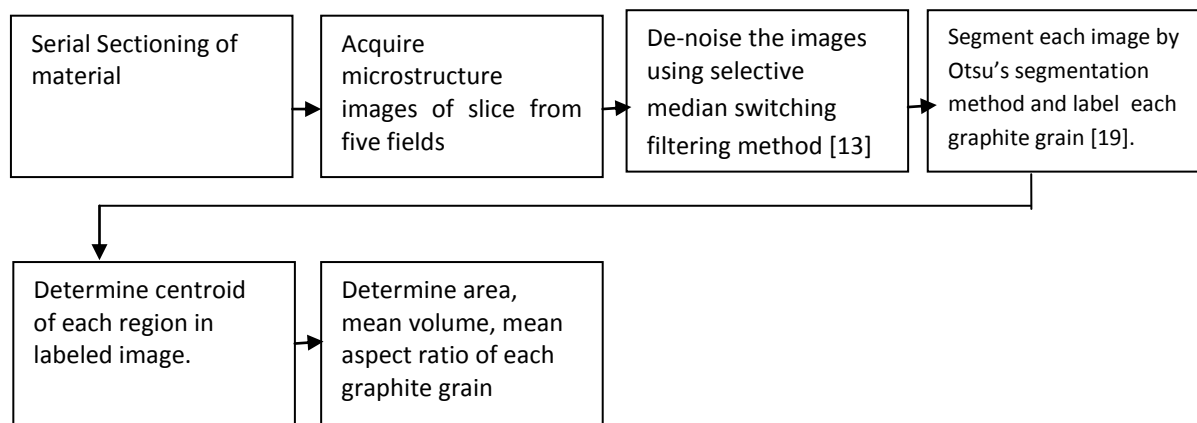 Serial Sectioning of
material
Acquire
microstructure
images of slice from
five fields
De-noise the images
using selective
median switching
filtering method [13]
Segment each image by
Otsu’s segmentation
method and label each
graphite grain [19].
Determine centroid
of each region in
labeled image.
Determine area,
mean volume, mean
aspect ratio of each
graphite grain